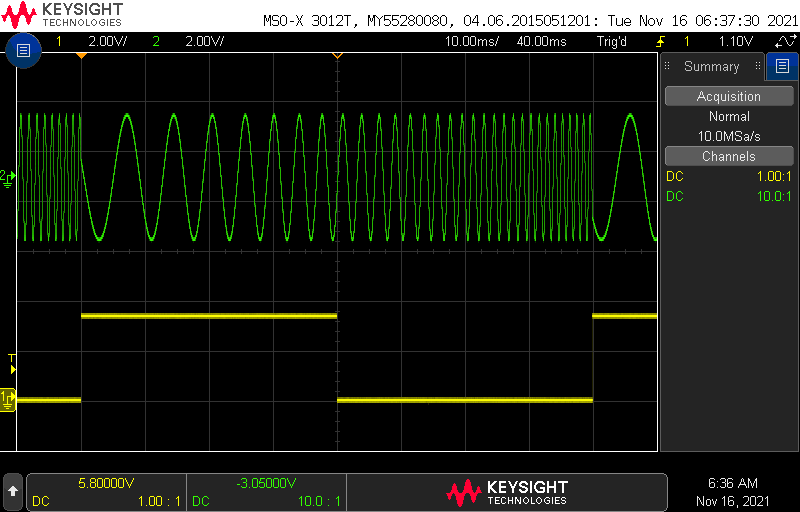 KEYSIGHT
TECHNOLOGIES
MSO-X 3012T, MY55280080, 04.06.2015051201: Tue Nov 16 06:37:30 2021
1 2.00V/ 2 2.00V/ 10.00ms/ 40.00ms Trig'd 1 1.10V
Summary
Acquisition
Normal
10.0MSa/s
Channels
DC 1.00:1
DC 10.0:1
2
T
1
5.80000V -3.05000V
DC 1.00 : 1 DC 10.0 : 1
KEYSIGHT
TECHNOLOGIES
6:36 AM
Nov 16, 2021